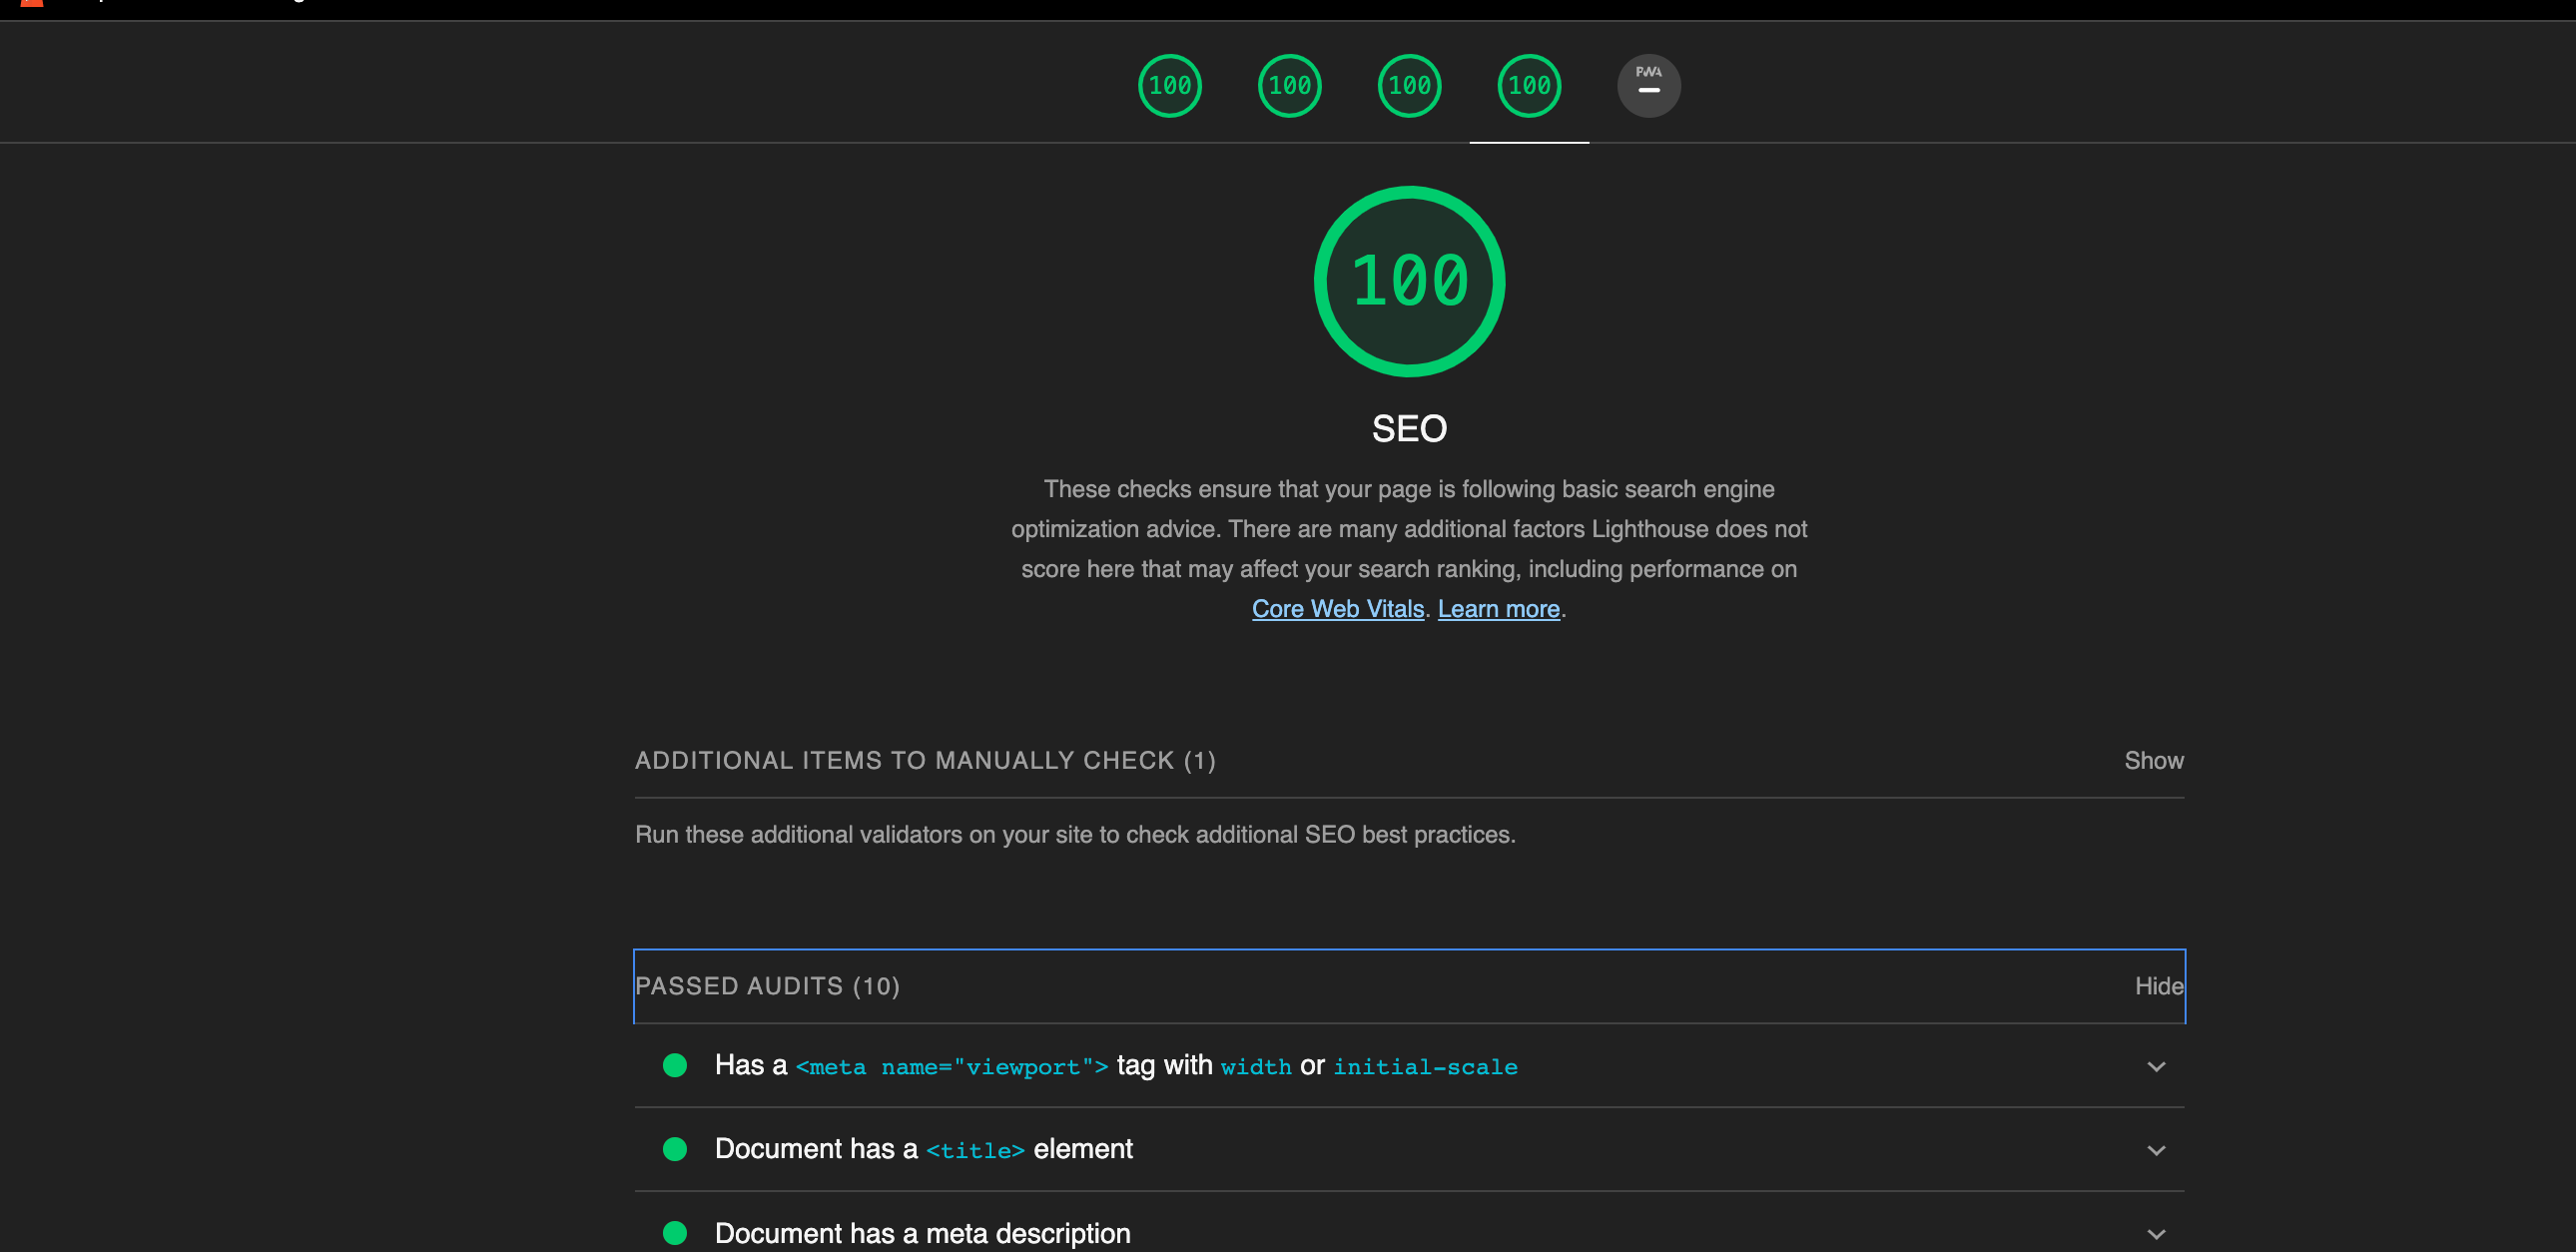 100 100 100 100 PWA
100
SEO
These checks ensure that your page is following basic search engine
optimization advice. There are many additional factors Lighthouse does not
score here that may affect your search ranking, including performance on
Core Web Vitals. Learn more.
ADDITIONAL ITEMS TO MANUALLY CHECK (1) Show
Run these additional validators on your site to check additional SEO best practices.
PASSED AUDITS (10) Hide
Has a <meta name="viewport"> tag with width or initial-scale
Document has a <title> element
Document has a meta description